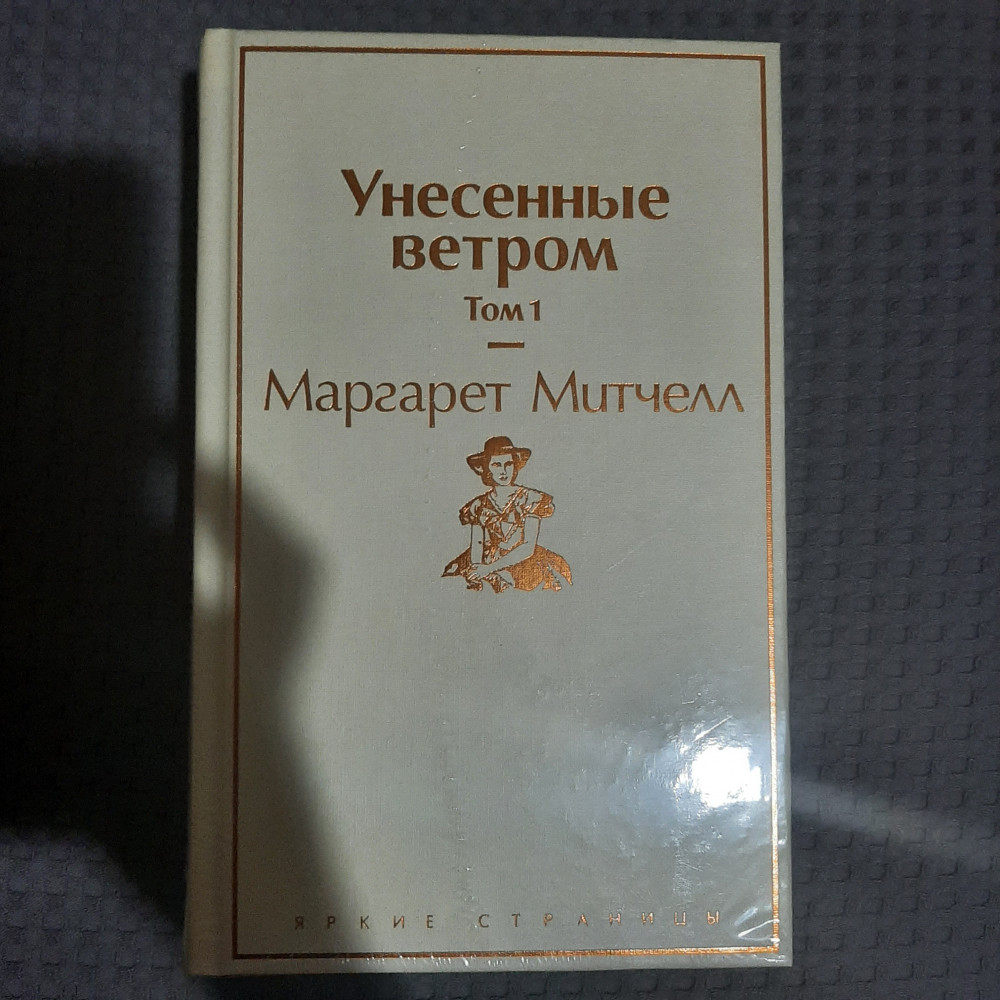 Унесенные
ветром
Том 1
Маргарет Митчелл
ЯРКИЕ СТРАНИЦЫ